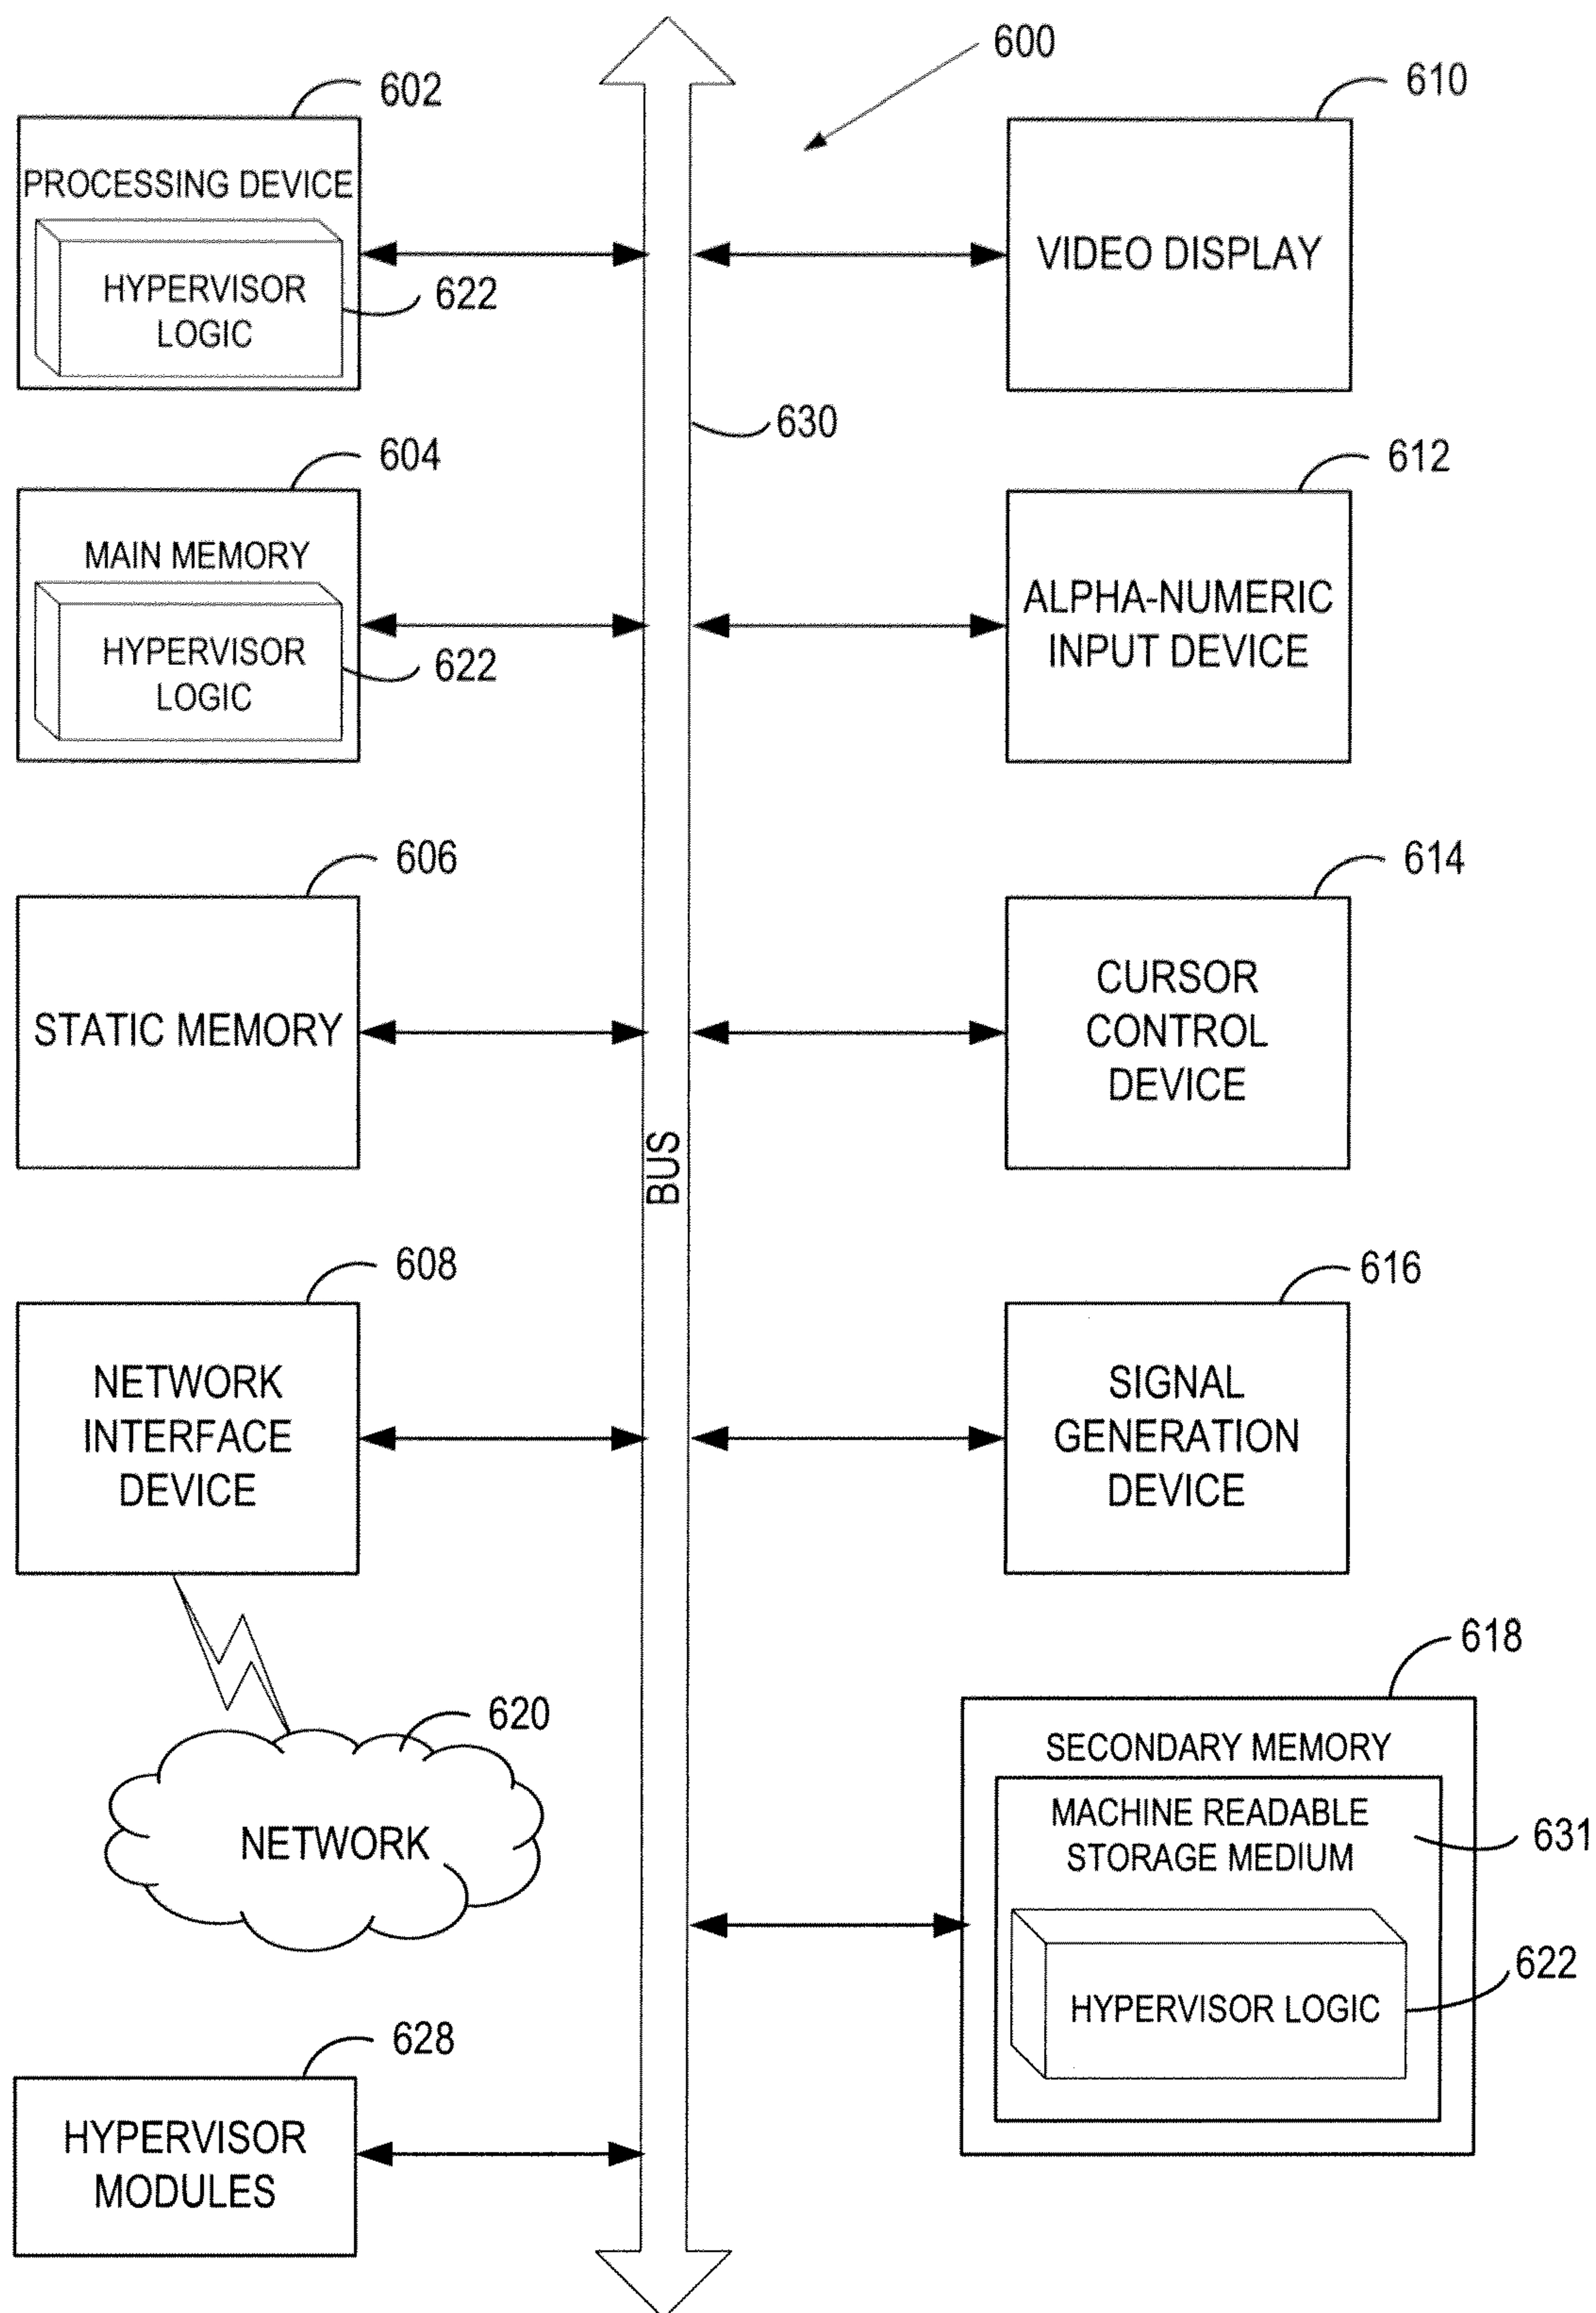 600
602
PROCESSING DEVICE
HYPERVISOR
LOGIC
622
610
VIDEO DISPLAY
630
604
MAIN MEMORY
HYPERVISOR
LOGIC
622
612
ALPHA-NUMERIC
INPUT DEVICE
606
STATIC MEMORY
614
CURSOR
CONTROL
DEVICE
BUS
608
NETWORK
INTERFACE
DEVICE
616
SIGNAL
GENERATION
DEVICE
620
NETWORK
618
SECONDARY MEMORY
MACHINE READABLE
STORAGE MEDIUM
631
HYPERVISOR LOGIC
622
628
HYPERVISOR
MODULES